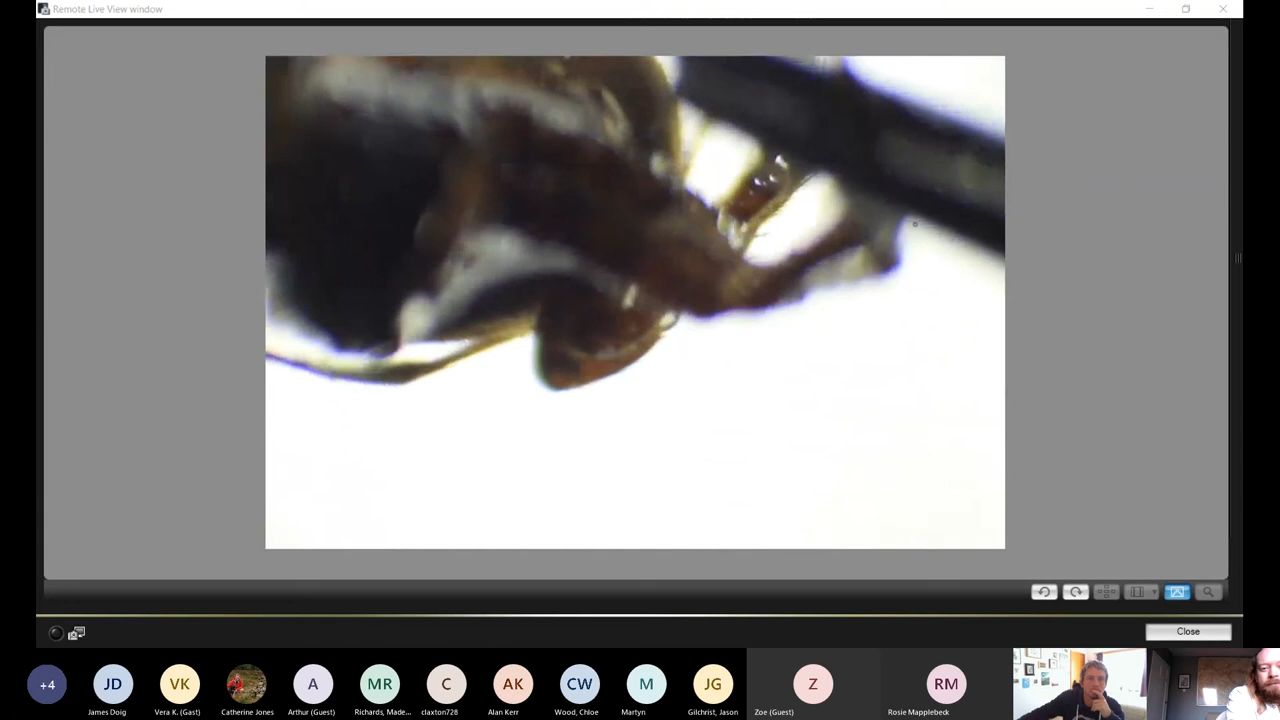 Remote Live View window
Close
+4
JD
VK
A
MR
C
AK
CW
M
JG
Z
RM
James Doig
Vera K. (Gast)
Catherine Jones
Arthur (Guest)
Richards, Made...
claxton728
Alan Kerr
Wood, Chloe
Martyn
Gilchrist, Jason
Zoe (Guest)
Rosie Mapplebeck